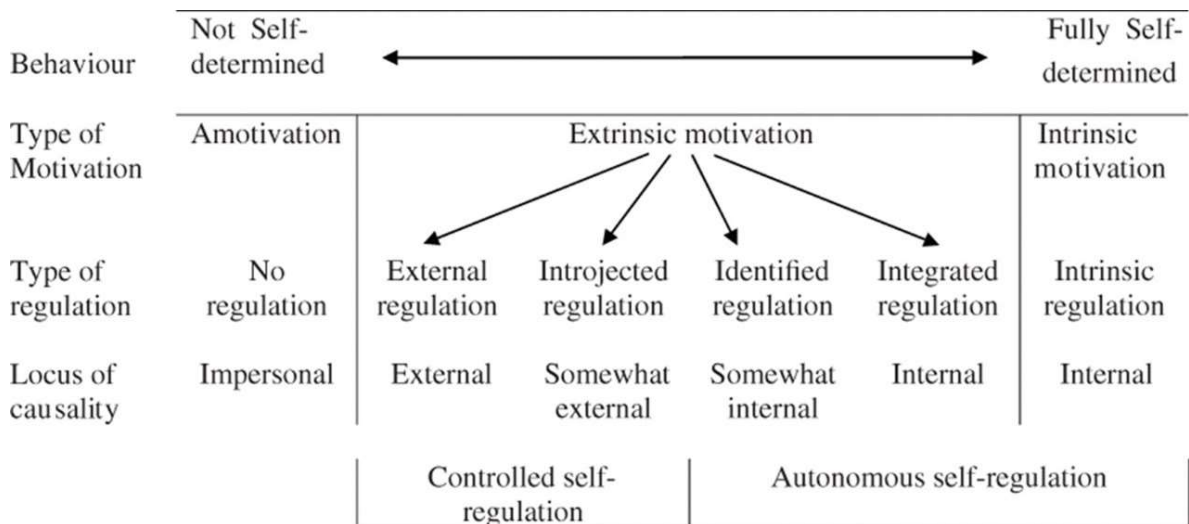 Behaviour
Not Self-
determined
Fully Self-
determined
Type of
Motivation
Amotivation
Extrinsic motivation
Intrinsic
motivation
Type of
regulation
No
regulation
External
regulation
Introjected
regulation
Identified
regulation
Integrated
regulation
Intrinsic
regulation
Locus of
causality
Impersonal
External
Somewhat
external
Somewhat
internal
Internal
Internal
Controlled self-
regulation
Autonomous self-regulation